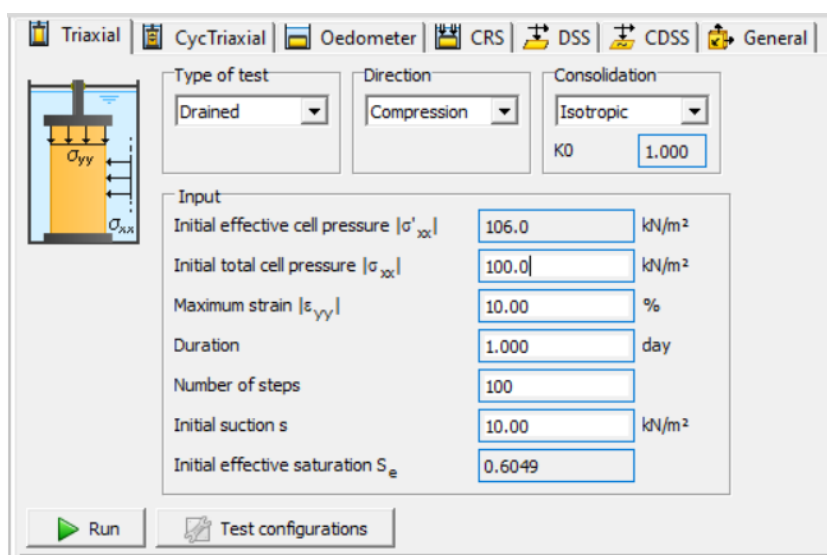 Triaxial CycTriaxial Oedometer CRS DSS CDSS General
Type of test Direction Consolidation
Drained Compression Isotropic
K0 1.000
σyy
σxx
Input
Initial effective cell pressure |σ'xx| 106.0 kN/m²
Initial total cell pressure |σxx| 100.0 kN/m²
Maximum strain |εyy| 10.00 %
Duration 1.000 day
Number of steps 100
Initial suction s 10.00 kN/m²
Initial effective saturation Se 0.6049
Run Test configurations